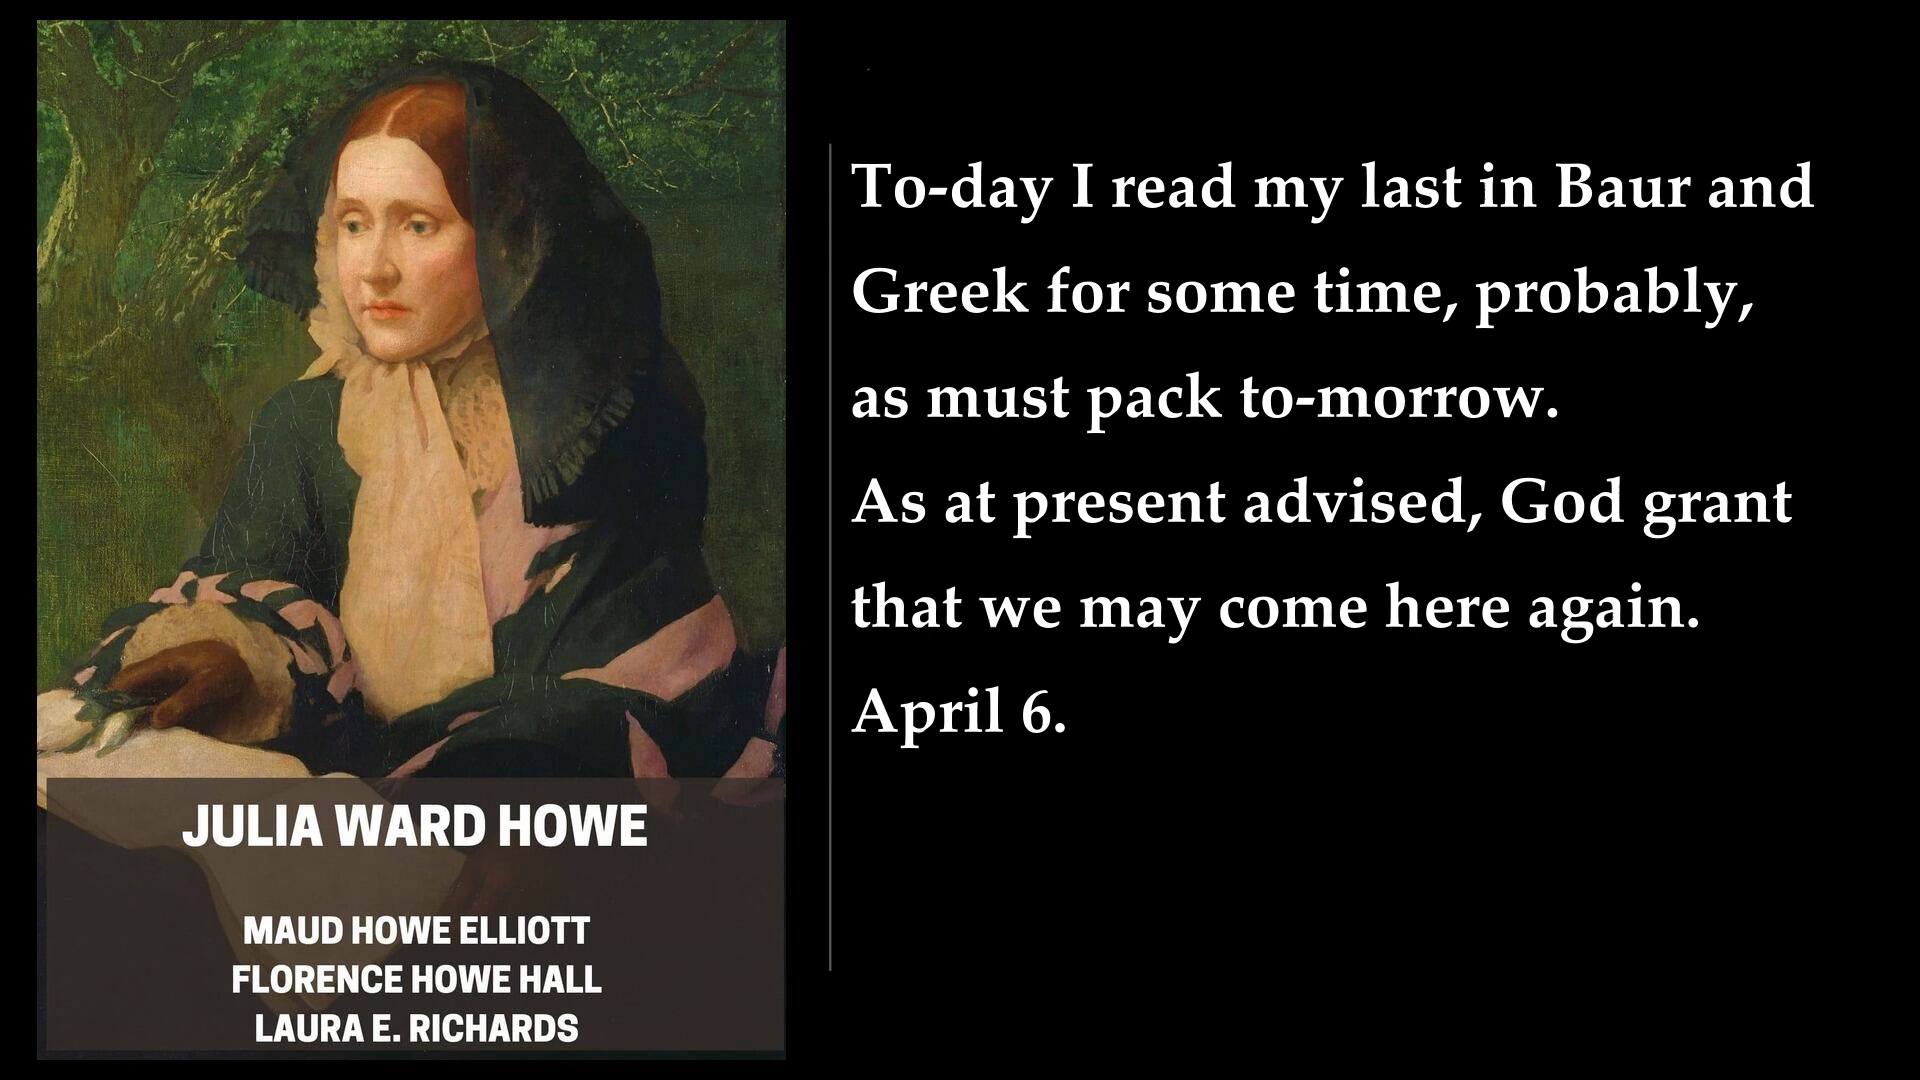 JULIA WARD HOWE
MAUD HOWE ELLIOTT
FLORENCE HOWE HALL
LAURA E. RICHARDS
To-day I read my last in Baur and
Greek for some time, probably,
as must pack to-morrow.
As at present advised, God grant
that we may come here again.
April 6.